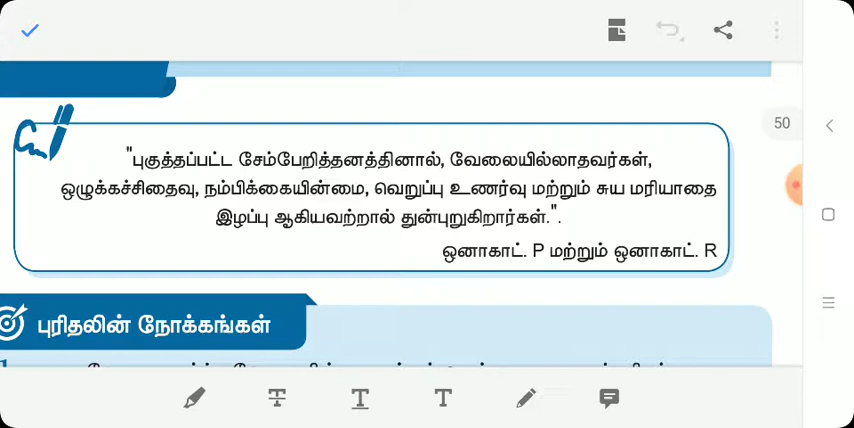 50
"புகுத்தப்பட்ட சேம்பேறித்தனத்தினால், வேலையில்லாதவர்கள்,
ஒழுக்கச்சிதைவு, நம்பிக்கையின்மை, வெறுப்பு உணர்வு மற்றும் சுய மரியாதை
இழப்பு ஆகியவற்றால் துன்புறுகிறார்கள்.".
ஒனாகாட். P மற்றும் ஒனாகாட். R
புரிதலின் நோக்கங்கள்